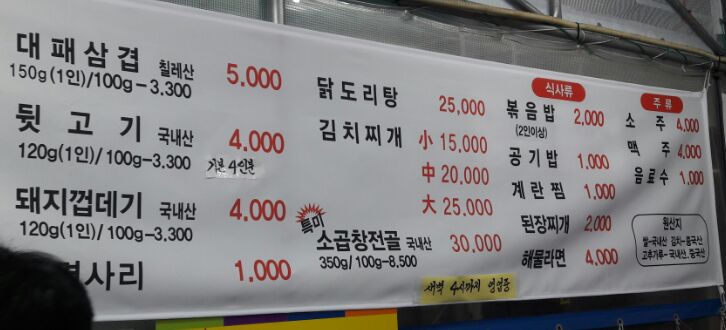 대패삼겹 칠레산 5.000
150g(1인)/100g-3.300
뒷고기 국내산 4.000
120g(1인)/100g-3.300
기본 4인분
돼지껍데기 국내산 4.000
120g(1인)/100g-3.300
사리 1.000
닭도리탕 25,000
김치찌개 小 15,000
中 20,000
大 25,000
특미
소곱창전골 국내산 30,000
350g/100g-8,500
새벽 4시까지 영업중
식사류
볶음밥 2,000
(2인이상)
공기밥 1,000
계란찜 1,000
된장찌개 2,000
해물라면 4,000
주류
소주 4,000
맥주 4,000
음료수 1,000
원산지
쌀-국내산 김치-중국산
고추가루-국내산,중국산